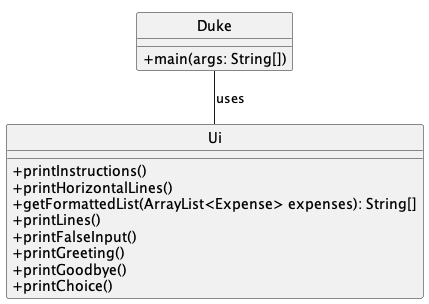 Duke
+main(args: String[])
uses
Ui
+printInstructions()
+printHorizontalLines()
+getFormattedList(ArrayList<Expense> expenses): String[]
+printLines()
+printFalseInput()
+printGreeting()
+printGoodbye()
+printChoice()